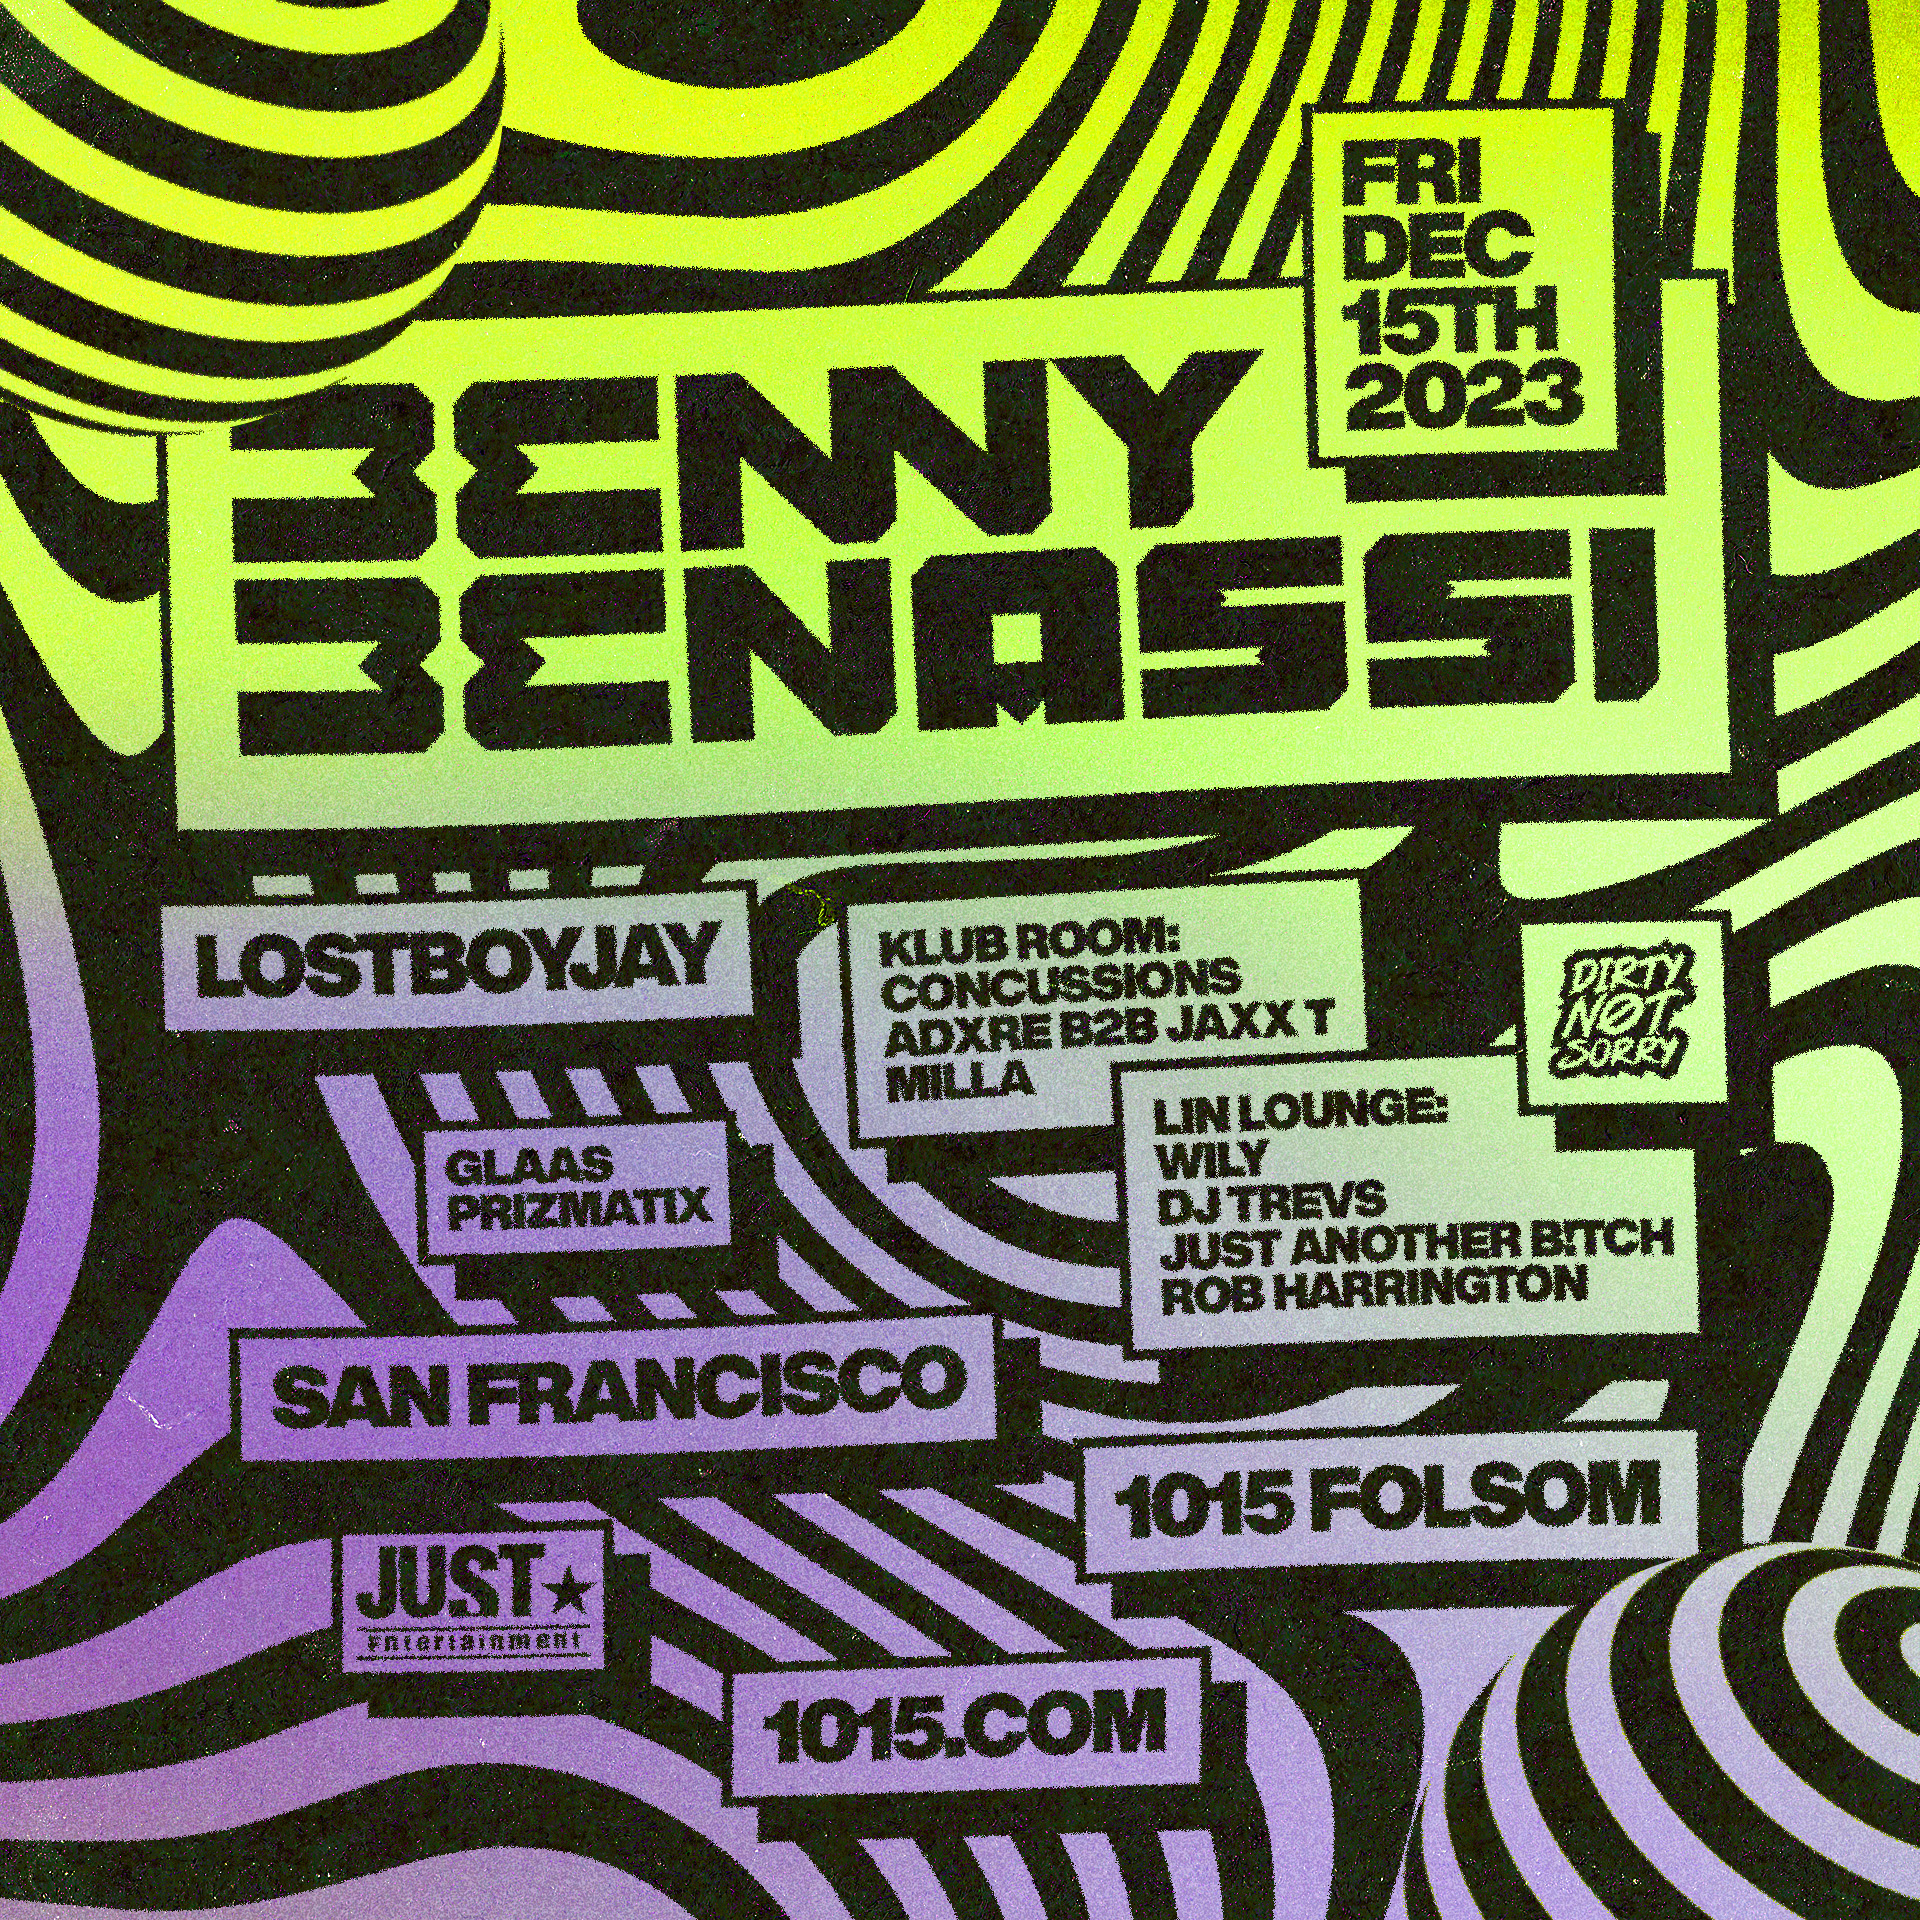 FRI
DEC
15TH
2023
BENNY
BENASSI
LOSTBOYJAY
KLUB ROOM:
CONCUSSIONS
ADXRE B2B JAXX T
MILLA
DIRTY
NØT
SORRY
LIN LOUNGE:
WILY
DJ TREVS
JUST ANOTHER B!TCH
ROB HARRINGTON
GLAAS
PRIZMATIX
SAN FRANCISCO
1015 FOLSOM
JUST★
Entertainment
1015.COM